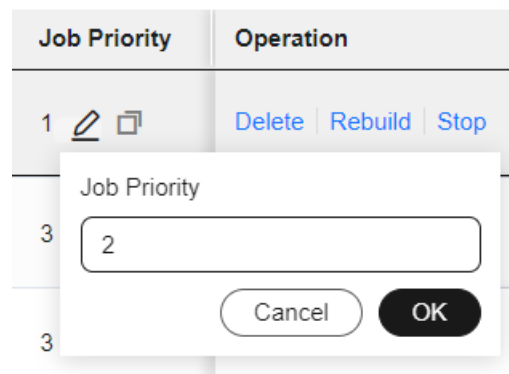 Job Priority Operation
1 Delete Rebuild Stop
Job Priority
3
2
Cancel OK
3